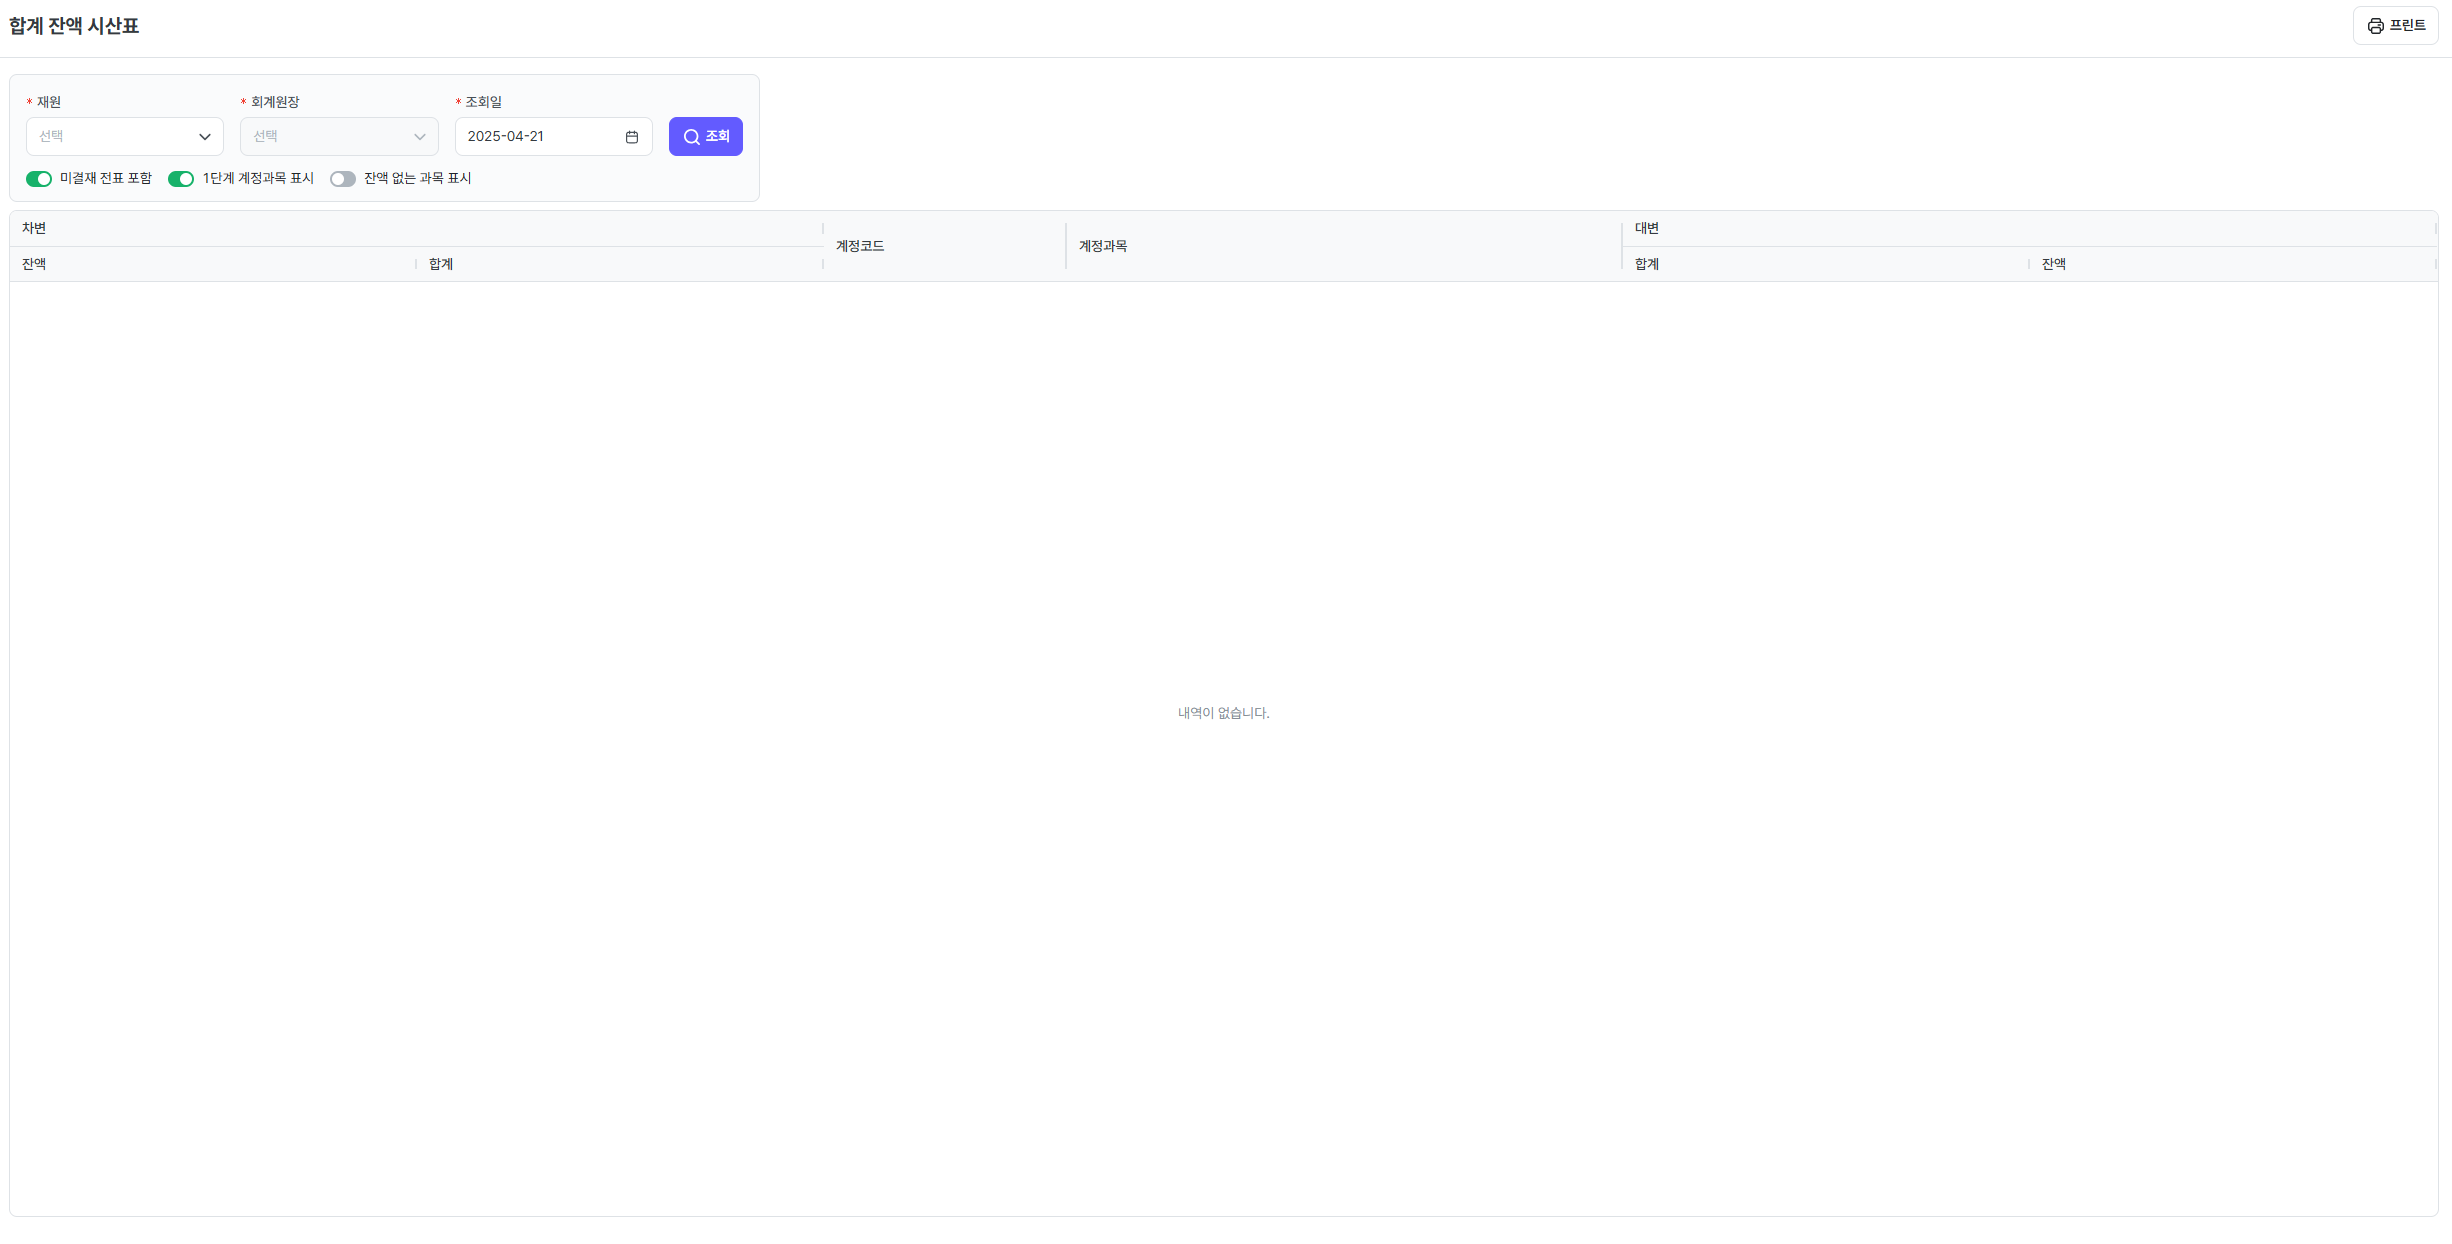 합계 잔액 시산표
프린트
* 재원
* 회계원장
* 조회일
선택
선택
2025-04-21
조회
미결재 전표 포함
1단계 계정과목 표시
잔액 없는 과목 표시
차변
계정코드
계정과목
대변
잔액
합계
합계
잔액
내역이 없습니다.